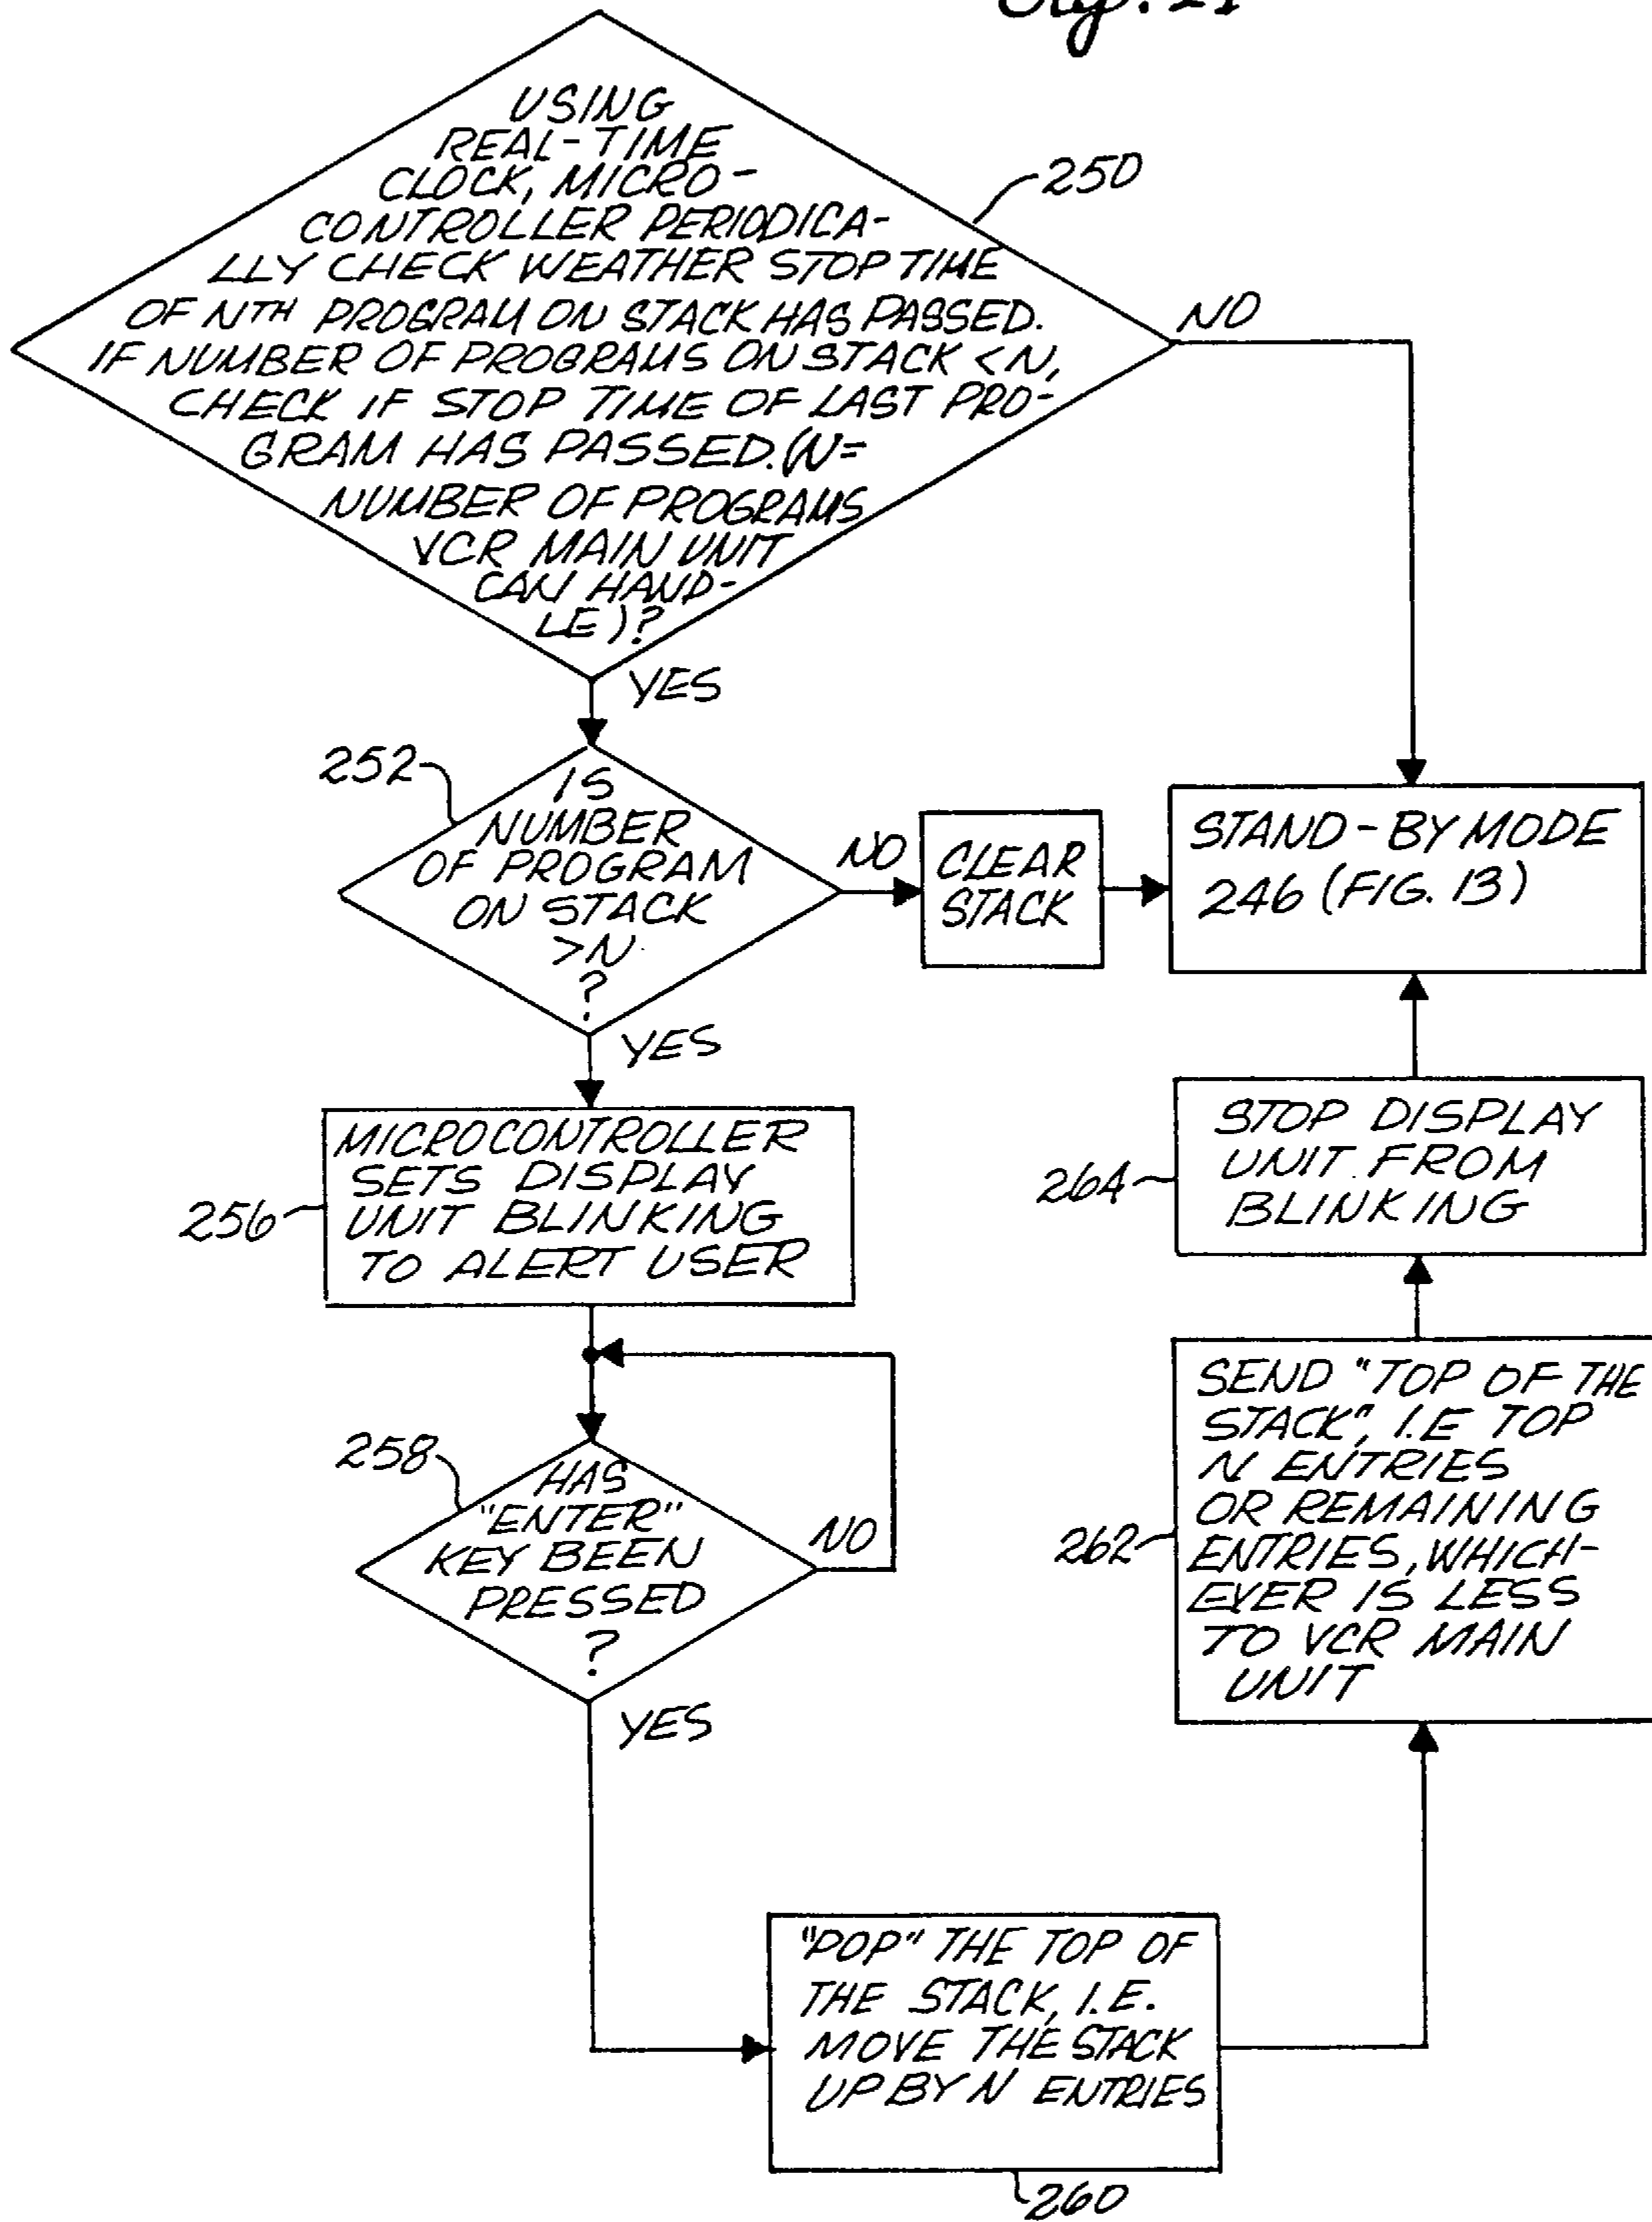 USING
REAL-TIME
CLOCK, MICRO-
CONTROLLER PERIODICA-
LLY CHECK WEATHER STOP TIME
OF NTH PROGRAM ON STACK HAS PASSED.
IF NUMBER OF PROGRAMS ON STACK <N,
CHECK IF STOP TIME OF LAST PRO-
GRAM HAS PASSED. (N=
NUMBER OF PROGRAMS
VCR MAIN UNIT
CAN HAND-
LE)?
250
NO
YES
252
IS
NUMBER
OF PROGRAM
ON STACK
>N
?
NO
CLEAR
STACK
STAND-BY MODE
246 (FIG. 13)
YES
256
MICROCONTROLLER
SETS DISPLAY
UNIT BLINKING
TO ALERT USER
264
STOP DISPLAY
UNIT FROM
BLINKING
258
HAS
"ENTER"
KEY BEEN
PRESSED
?
NO
YES
262
SEND "TOP OF THE
STACK", I.E TOP
N ENTRIES
OR REMAINING
ENTRIES, WHICH-
EVER IS LESS
TO VCR MAIN
UNIT
"POP" THE TOP OF
THE STACK, I.E.
MOVE THE STACK
UP BY N ENTRIES
260